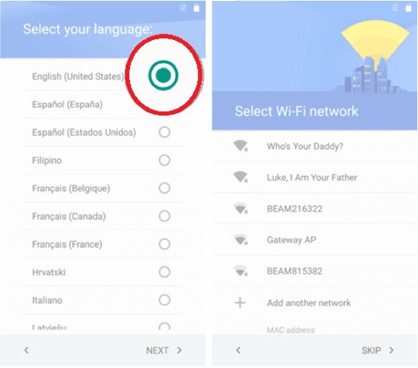 Select your language:
English (United States)
Español (España)
Español (Estados Unidos)
Filipino
Français (Belgique)
Français (Canada)
Français (France)
Hrvatski
Italiano
Latviešu
NEXT
Select Wi-Fi network
Who's Your Daddy?
Luke, I Am Your Father
BEAM216322
Gateway AP
BEAM815382
Add another network
MAC address
SKIP